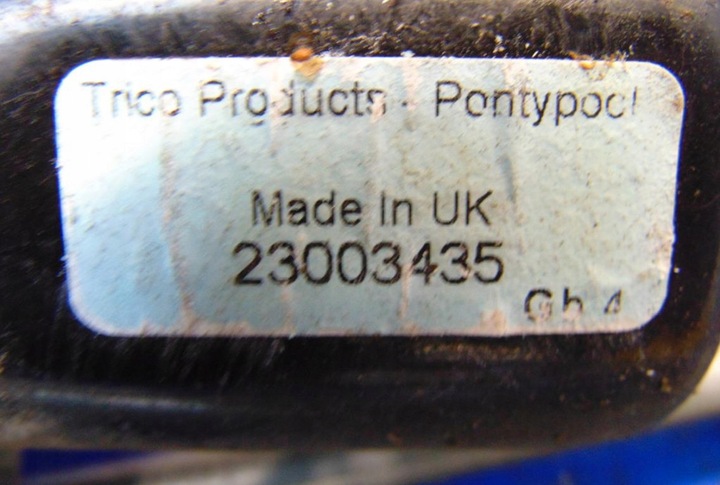 Trico Products - Pontypool
Made In UK
23003435
Gb 4